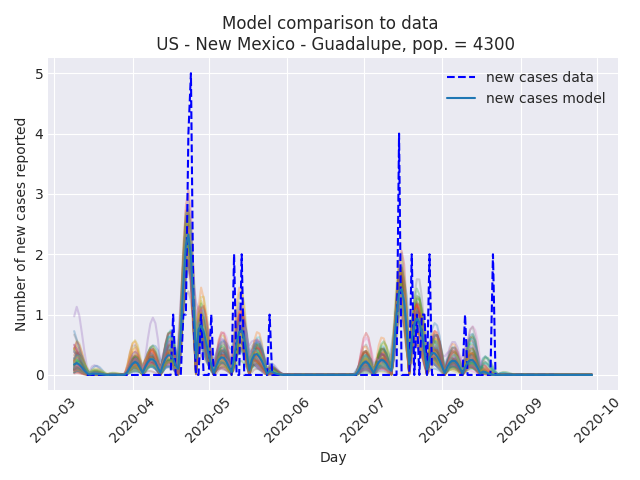 Model comparison to data
US - New Mexico - Guadalupe, pop. = 4300
new cases data
new cases model
Number of new cases reported
5
4
3
2
1
0
2020-03
2020-04
2020-05
2020-06
2020-07
2020-08
2020-09
2020-10
Day